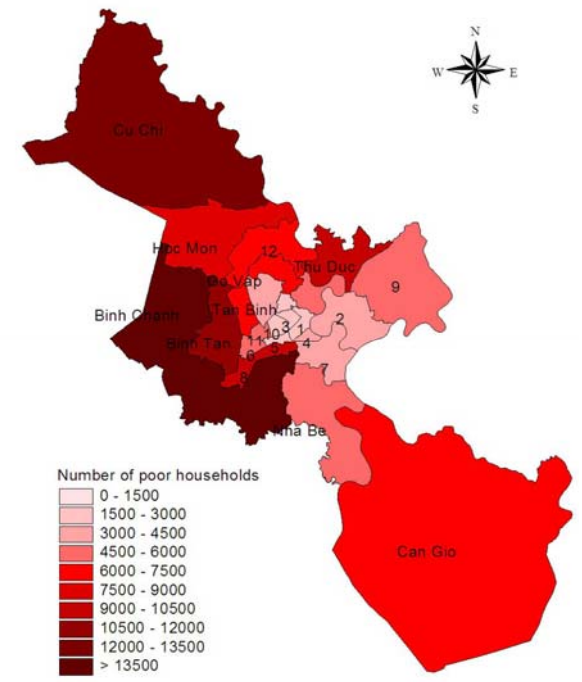 N
W E
S
Cu Chi
Hoc Mon
12
Thu Duc
9
Go Vap
Binh Chanh
Tan Binh
2
3
1
10
11
4
Binh Tan
5
6
7
8
Nha Be
Can Gio
Number of poor households
0 - 1500
1500 - 3000
3000 - 4500
4500 - 6000
6000 - 7500
7500 - 9000
9000 - 10500
10500 - 12000
12000 - 13500
> 13500